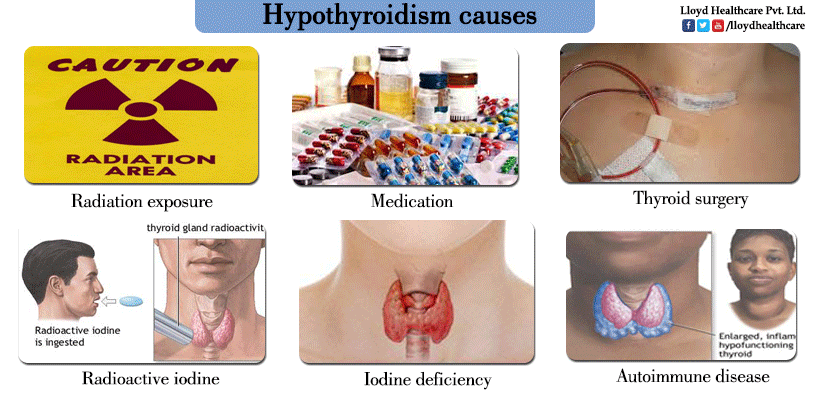 Hypothyroidism causes
Lloyd Healthcare Pvt. Ltd.
/lloydhealthcare
CAUTION
RADIATION
AREA
Radiation exposure
Medication
Thyroid surgery
thyroid gland radioactivit
Radioactive iodine
is ingested
Enlarged, inflam
hypofunctioning
thyroid
Radioactive iodine
Iodine deficiency
Autoimmune disease